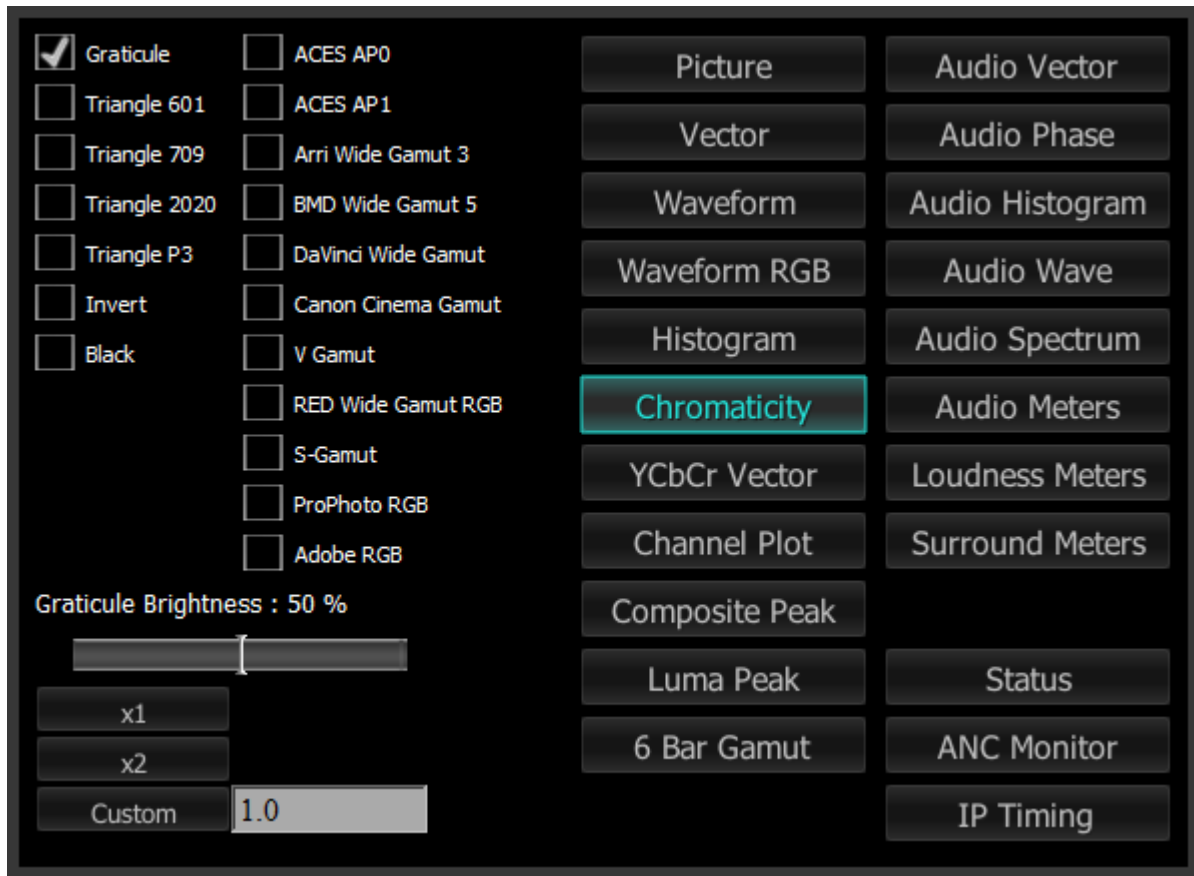 Graticule
Triangle 601
Triangle 709
Triangle 2020
Triangle P3
Invert
Black
ACES AP0
ACES AP1
Arri Wide Gamut 3
BMD Wide Gamut 5
DaVinci Wide Gamut
Canon Cinema Gamut
V Gamut
RED Wide Gamut RGB
S-Gamut
ProPhoto RGB
Adobe RGB
Graticule Brightness : 50 %
x1
x2
Custom
1.0
Picture
Vector
Waveform
Waveform RGB
Histogram
Chromaticity
YCbCr Vector
Channel Plot
Composite Peak
Luma Peak
6 Bar Gamut
Audio Vector
Audio Phase
Audio Histogram
Audio Wave
Audio Spectrum
Audio Meters
Loudness Meters
Surround Meters
Status
ANC Monitor
IP Timing